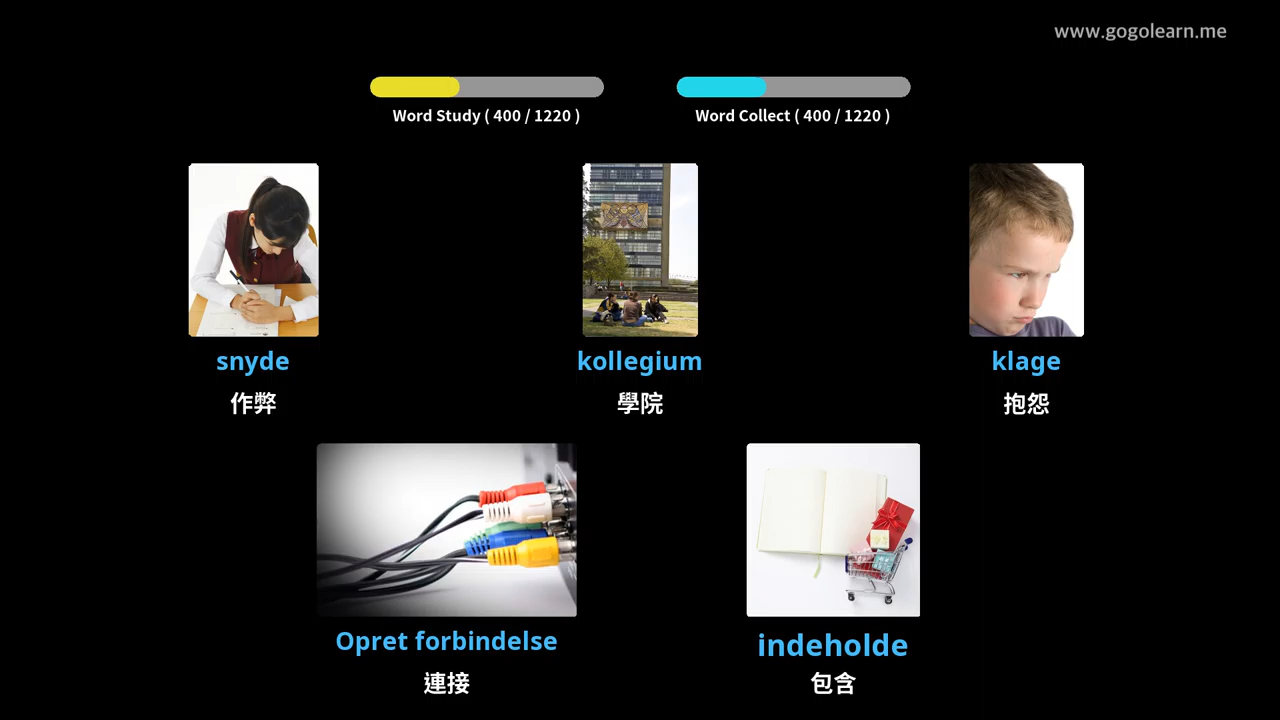 www.gogolearn.me
Word Study ( 400 / 1220 )
Word Collect ( 400 / 1220 )
snyde
作弊
kollegium
學院
klage
抱怨
Opret forbindelse
連接
indeholde
包含